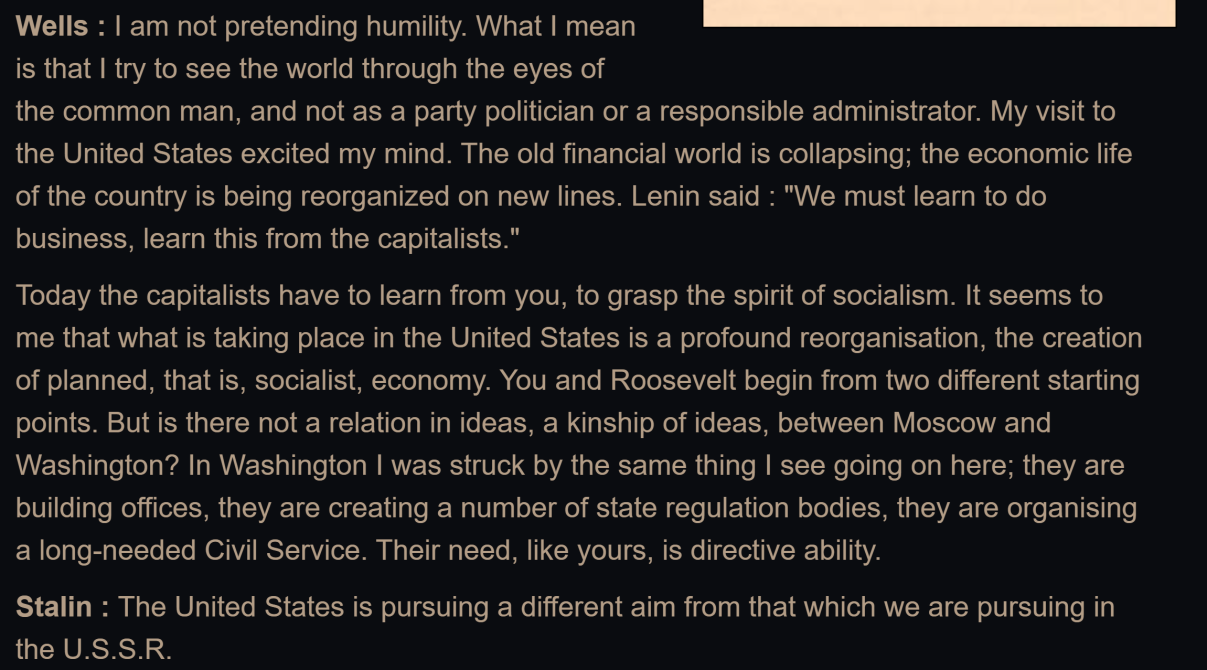 Wells : I am not pretending humility. What I mean
is that I try to see the world through the eyes of
the common man, and not as a party politician or a responsible administrator. My visit to
the United States excited my mind. The old financial world is collapsing; the economic life
of the country is being reorganized on new lines. Lenin said : "We must learn to do
business, learn this from the capitalists."
Today the capitalists have to learn from you, to grasp the spirit of socialism. It seems to
me that what is taking place in the United States is a profound reorganisation, the creation
of planned, that is, socialist, economy. You and Roosevelt begin from two different starting
points. But is there not a relation in ideas, a kinship of ideas, between Moscow and
Washington? In Washington I was struck by the same thing I see going on here; they are
building offices, they are creating a number of state regulation bodies, they are organising
a long-needed Civil Service. Their need, like yours, is directive ability.
Stalin : The United States is pursuing a different aim from that which we are pursuing in
the U.S.S.R.